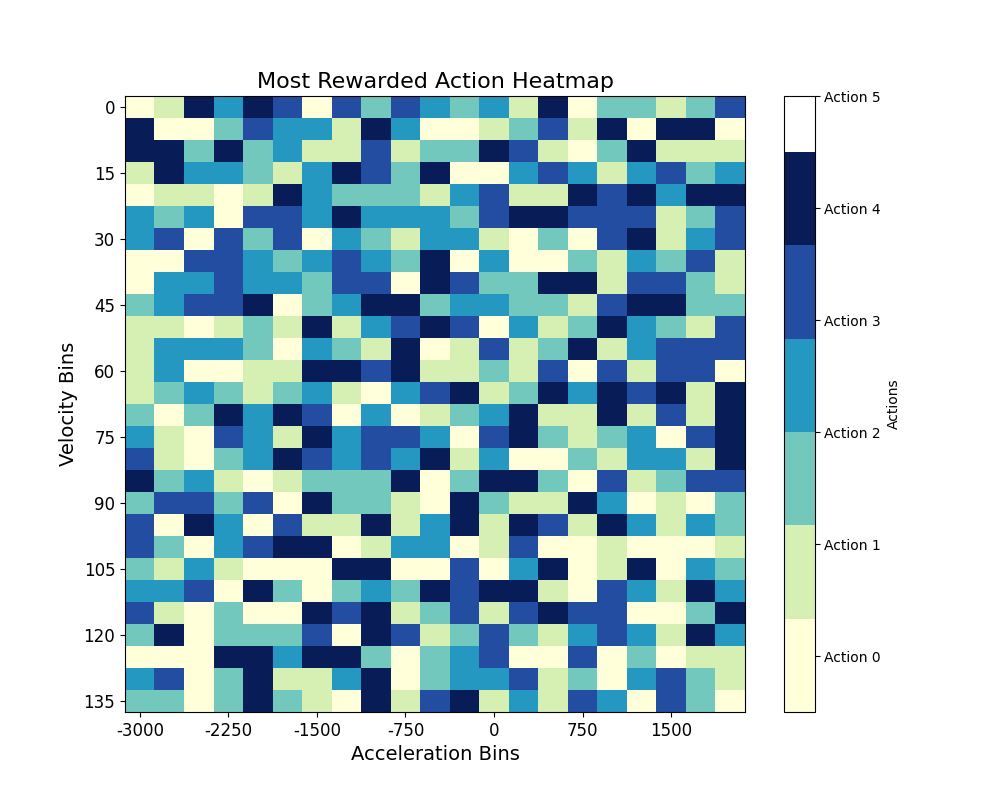 Most Rewarded Action Heatmap
0
15
30
45
60
75
90
105
120
135
Velocity Bins
-3000 -2250 -1500 -750 0 750 1500
Acceleration Bins
Action 5
Action 4
Action 3
Action 2
Action 1
Action 0
Actions